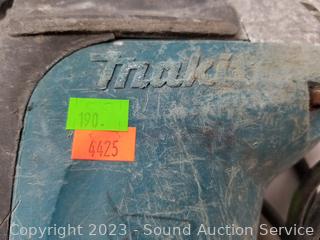 makita
190.
4425
Copyright 2023 - Sound Auction Service